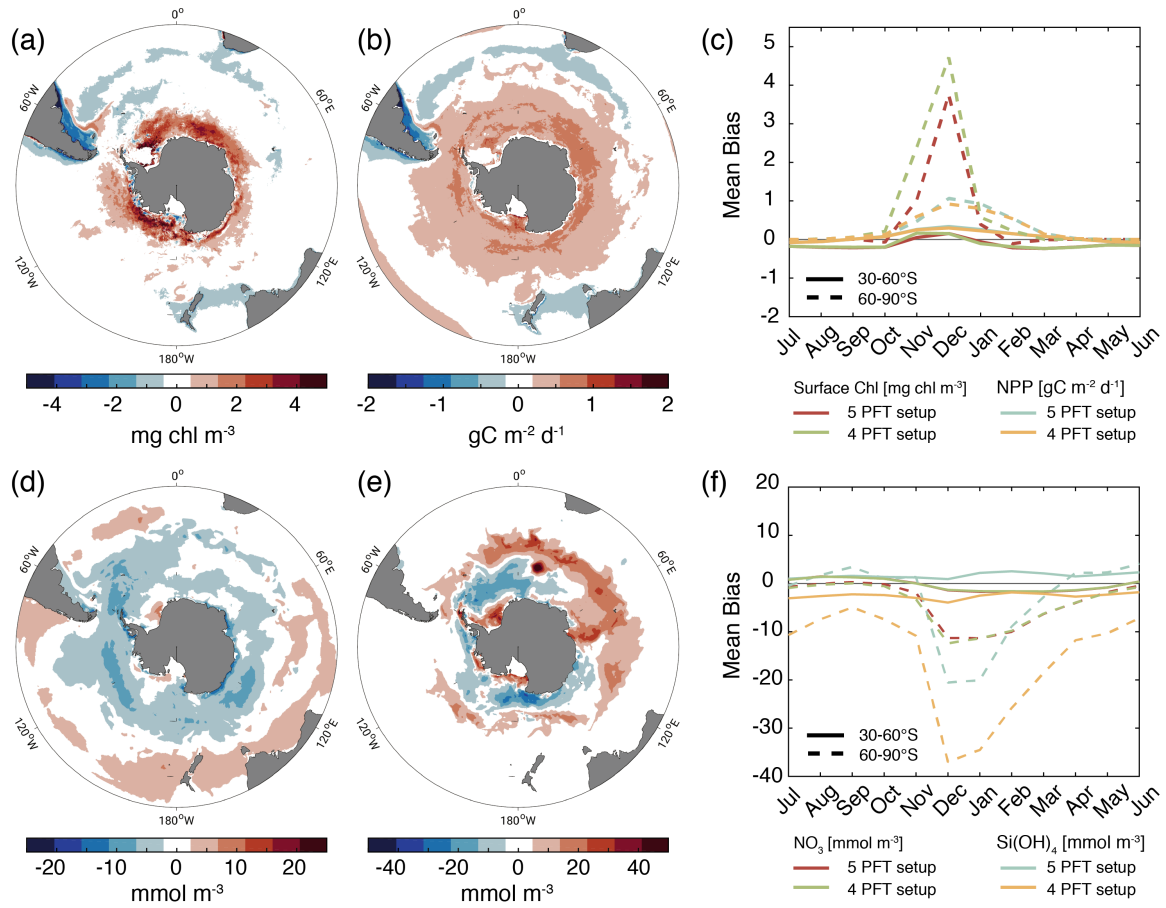 (a)
0°
60°W
60°E
120°W
120°E
180°W
-4 -2 0 2 4
mg chl m-3
(b)
0°
60°W
60°E
120°W
120°E
180°W
-2 -1 0 1 2
gC m-2 d-1
(c)
Mean Bias
5
4
3
2
1
0
-1
-2
30-60°S
60-90°S
Jul Aug Sep Oct Nov Dec Jan Feb Mar Apr May Jun
Surface Chl [mg chl m-3]
5 PFT setup
4 PFT setup
NPP [gC m-2 d-1]
5 PFT setup
4 PFT setup
(d)
0°
60°W
60°E
120°W
120°E
180°W
-20 -10 0 10 20
mmol m-3
(e)
0°
60°W
60°E
120°W
120°E
180°W
-40 -20 0 20 40
mmol m-3
(f)
Mean Bias
20
10
0
-10
-20
-30
-40
30-60°S
60-90°S
Jul Aug Sep Oct Nov Dec Jan Feb Mar Apr May Jun
NO3 [mmol m-3]
5 PFT setup
4 PFT setup
Si(OH)4 [mmol m-3]
5 PFT setup
4 PFT setup